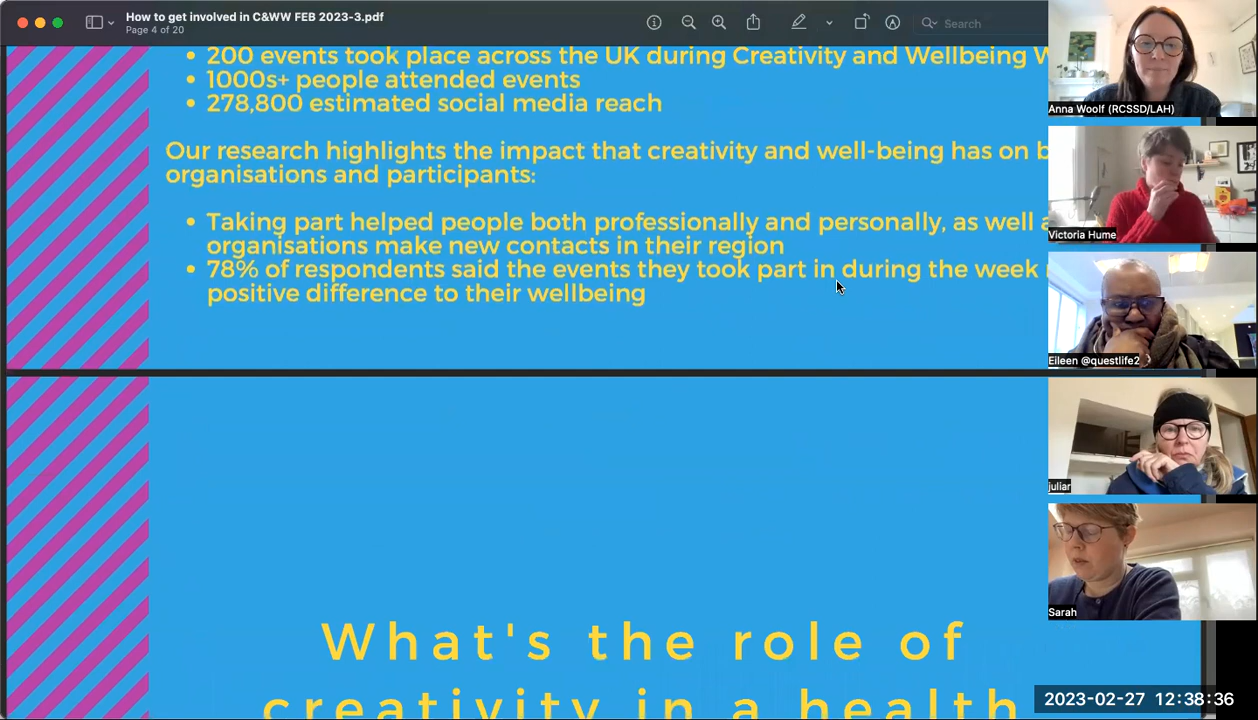 How to get involved in C&WW FEB 2023-3.pdf
Page 4 of 20
Search
• 200 events took place across the UK during Creativity and Wellbeing W
• 1000s+ people attended events
• 278,800 estimated social media reach
Our research highlights the impact that creativity and well-being has on b
organisations and participants:
• Taking part helped people both professionally and personally, as well a
organisations make new contacts in their region
• 78% of respondents said the events they took part in during the week
positive difference to their wellbeing
What's the role of
creativity in a health
Anna Woolf (RCSSD/LAH)
Victoria Hume
Eileen @questlife2
juliar
Sarah
2023-02-27 12:38:36